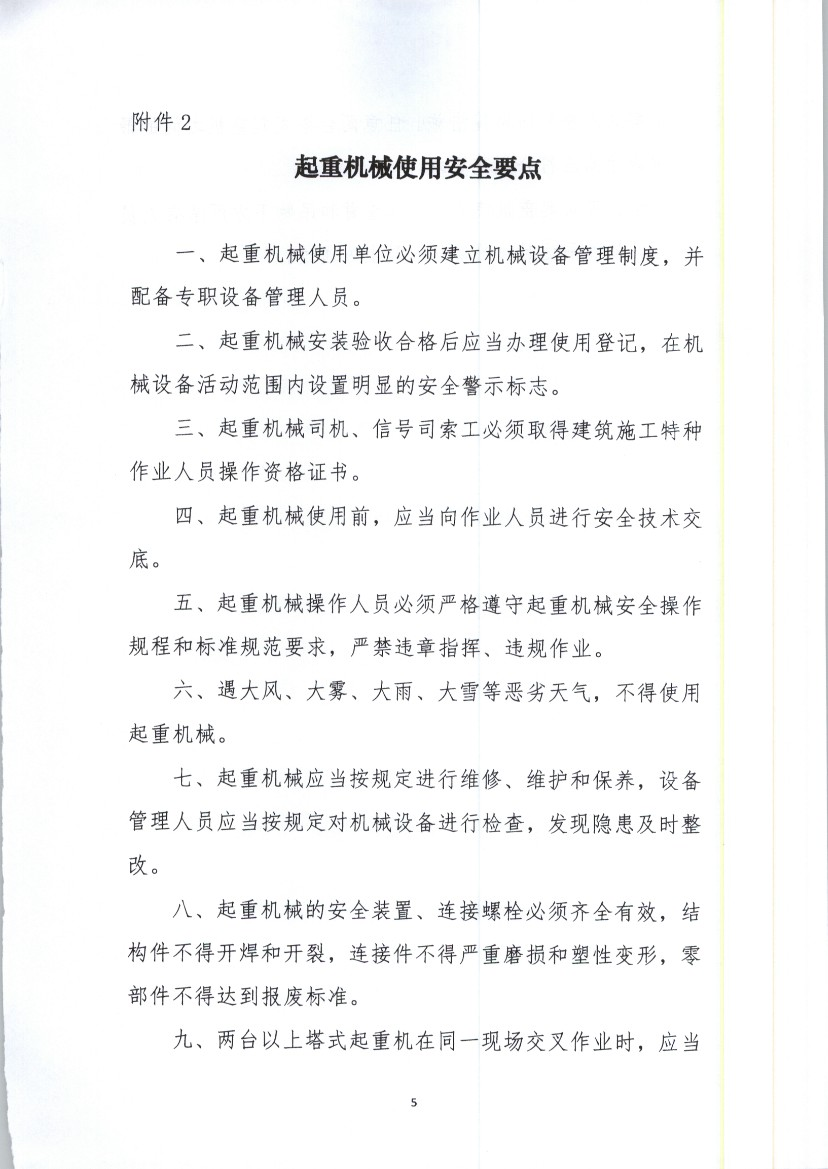 附件 2
起重机械使用安全要点
一、起重机械使用单位必须建立机械设备管理制度，并
配备专职设备管理人员。
二、起重机械安装验收合格后应当办理使用登记，在机
械设备活动范围内设置明显的安全警示标志。
三、起重机械司机、信号司索工必须取得建筑施工特种
作业人员操作资格证书。
四、起重机械使用前，应当向作业人员进行安全技术交
底。
五、起重机械操作人员必须严格遵守起重机械安全操作
规程和标准规范要求，严禁违章指挥、违规作业。
六、遇大风、大雾、大雨、大雪等恶劣天气，不得使用
起重机械。
七、起重机械应当按规定进行维修、维护和保养，设备
管理人员应当按规定对机械设备进行检查，发现隐患及时整
改。
八、起重机械的安全装置、连接螺栓必须齐全有效，结
构件不得开焊和开裂，连接件不得严重磨损和塑性变形，零
部件不得达到报废标准。
九、两台以上塔式起重机在同一现场交叉作业时，应当
5